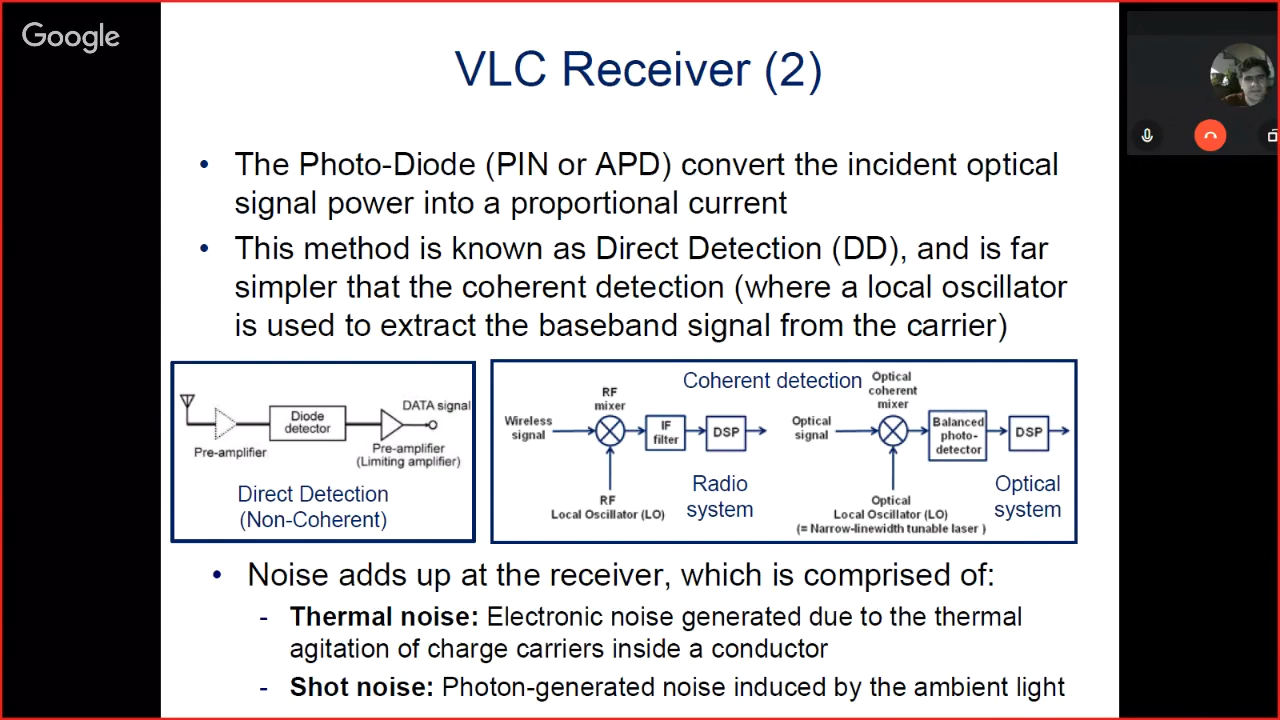 Google
VLC Receiver (2)
• The Photo-Diode (PIN or APD) convert the incident optical
signal power into a proportional current
• This method is known as Direct Detection (DD), and is far
simpler that the coherent detection (where a local oscillator
is used to extract the baseband signal from the carrier)
Pre-amplifier
Diode
detector
DATA signal
Pre-amplifier
(Limiting amplifier)
Direct Detection
(Non-Coherent)
Coherent detection
Wireless
signal
RF
mixer
IF
filter
DSP
RF
Local Oscillator (LO)
Radio
system
Optical
signal
Optical
coherent
mixer
Balanced
photo-
detector
DSP
Optical
Local Oscillator (LO)
(= Narrow-linewidth tunable laser )
Optical
system
• Noise adds up at the receiver, which is comprised of:
- Thermal noise: Electronic noise generated due to the thermal
agitation of charge carriers inside a conductor
- Shot noise: Photon-generated noise induced by the ambient light